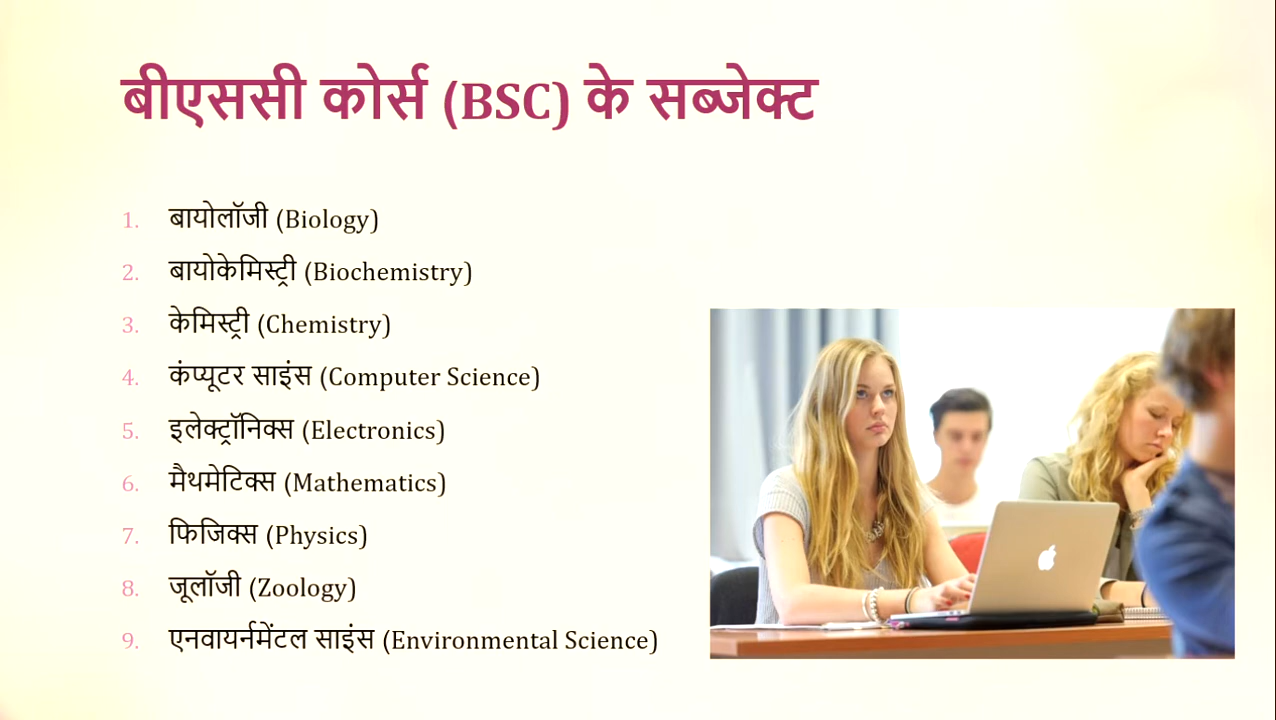 बीएससी कोर्स (BSC) के सब्जेक्ट
1. बायोलॉजी (Biology)
2. बायोकेमिस्ट्री (Biochemistry)
3. केमिस्ट्री (Chemistry)
4. कंप्यूटर साइंस (Computer Science)
5. इलेक्ट्रॉनिक्स (Electronics)
6. मैथमेटिक्स (Mathematics)
7. फिजिक्स (Physics)
8. जूलॉजी (Zoology)
9. एनवायर्नमेंटल साइंस (Environmental Science)